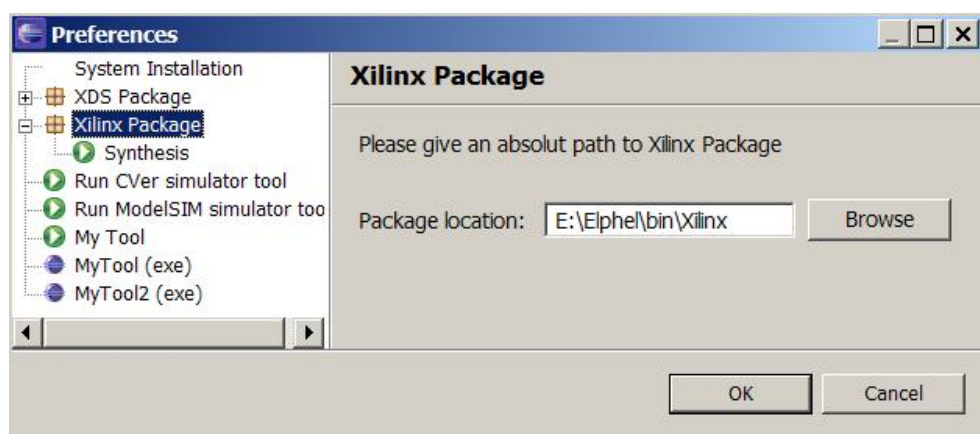 Preferences
System Installation
XDS Package
Xilinx Package
Synthesis
Run CVer simulator tool
Run ModelSIM simulator too
My Tool
MyTool (exe)
MyTool2 (exe)
Xilinx Package
Please give an absolut path to Xilinx Package
Package location: E:\Elphel\bin\Xilinx Browse
OK Cancel